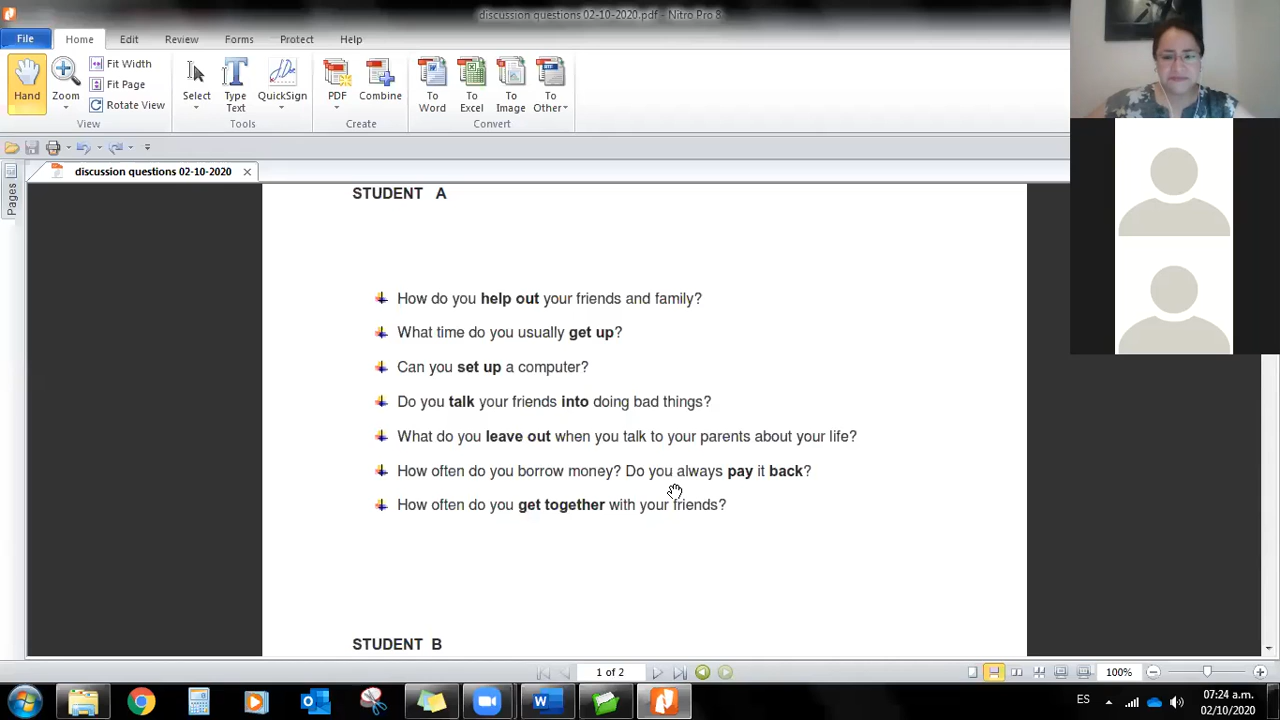 discussion questions 02-10-2020.pdf - Nitro Pro 8
File Home Edit Review Forms Protect Help
Hand
Zoom
Fit Width
Fit Page
Rotate View
View
Select
Type Text
QuickSign
Tools
PDF
Combine
Create
To Word
To Excel
To Image
To Other
Convert
discussion questions 02-10-2020
Pages
STUDENT A
How do you help out your friends and family?
What time do you usually get up?
Can you set up a computer?
Do you talk your friends into doing bad things?
What do you leave out when you talk to your parents about your life?
How often do you borrow money? Do you always pay it back?
How often do you get together with your friends?
STUDENT B
1 of 2
100%
ES
07:24 a.m.
02/10/2020